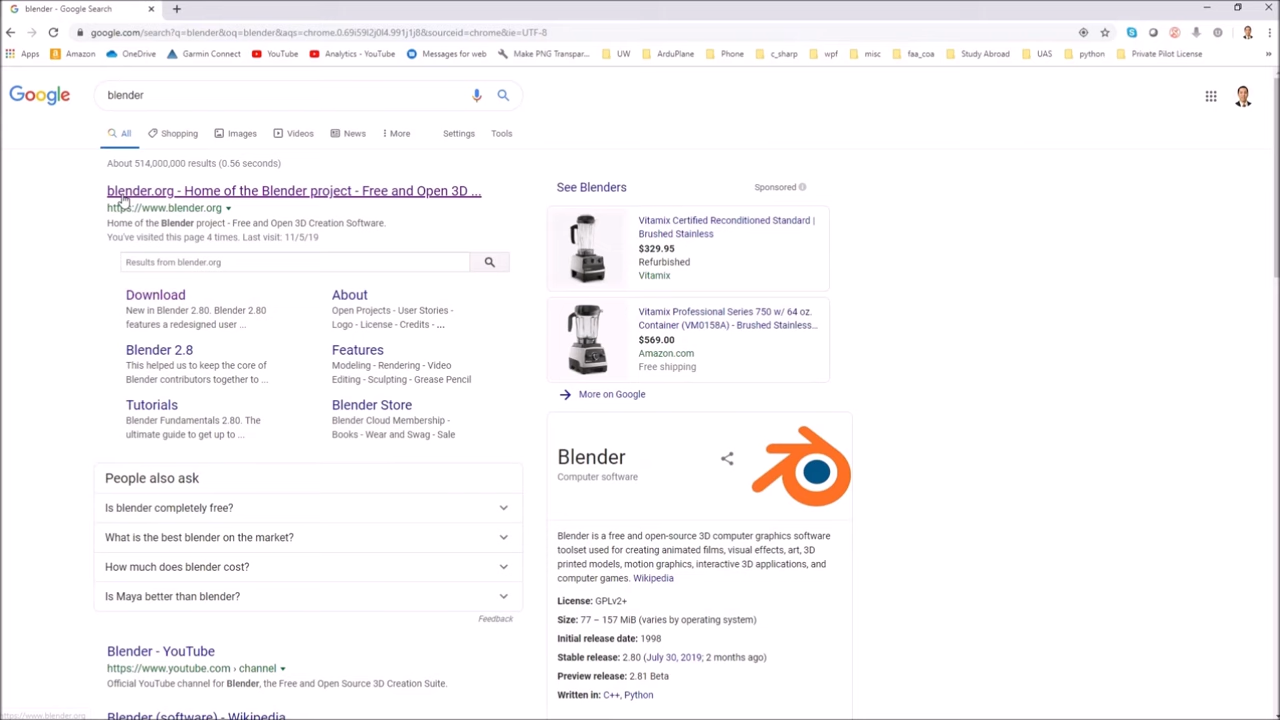 blender - Google Search
google.com/search?q=blender&oq=blender&aqs=chrome.0.69i59l2j0l4.991j1j8&sourceid=chrome&ie=UTF-8
Apps Amazon OneDrive Garmin Connect YouTube Analytics - YouTube Messages for web Make PNG Transpar... UW ArduPlane Phone c_sharp wpf misc faa_coa Study Abroad UAS python Private Pilot License »
Google
blender
All Shopping Images Videos News More Settings Tools
About 514,000,000 results (0.56 seconds)
blender.org - Home of the Blender project - Free and Open 3D ...
https://www.blender.org
Home of the Blender project - Free and Open 3D Creation Software.
You've visited this page 4 times. Last visit: 11/5/19
Results from blender.org
Download
New in Blender 2.80. Blender 2.80
features a redesigned user ...
About
Open Projects - User Stories -
Logo - License - Credits - ...
Blender 2.8
This helped us to keep the core of
Blender contributors together to ...
Features
Modeling - Rendering - Video
Editing - Sculpting - Grease Pencil
Tutorials
Blender Fundamentals 2.80. The
ultimate guide to get up to ...
Blender Store
Blender Cloud Membership -
Books - Wear and Swag - Sale
People also ask
Is blender completely free?
What is the best blender on the market?
How much does blender cost?
Is Maya better than blender?
Feedback
Blender - YouTube
https://www.youtube.com › channel
Official YouTube channel for Blender, the Free and Open Source 3D Creation Suite.
Blender (software) - Wikipedia
https://www.blender.org
See Blenders
Sponsored
Vitamix Certified Reconditioned Standard |
Brushed Stainless
$329.95
Refurbished
Vitamix
Vitamix Professional Series 750 w/ 64 oz.
Container (VM0158A) - Brushed Stainless...
$569.00
Amazon.com
Free shipping
More on Google
Blender
Computer software
Blender is a free and open-source 3D computer graphics software
toolset used for creating animated films, visual effects, art, 3D
printed models, motion graphics, interactive 3D applications, and
computer games. Wikipedia
License: GPLv2+
Size: 77 – 157 MiB (varies by operating system)
Initial release date: 1998
Stable release: 2.80 (July 30, 2019; 2 months ago)
Preview release: 2.81 Beta
Written in: C++, Python